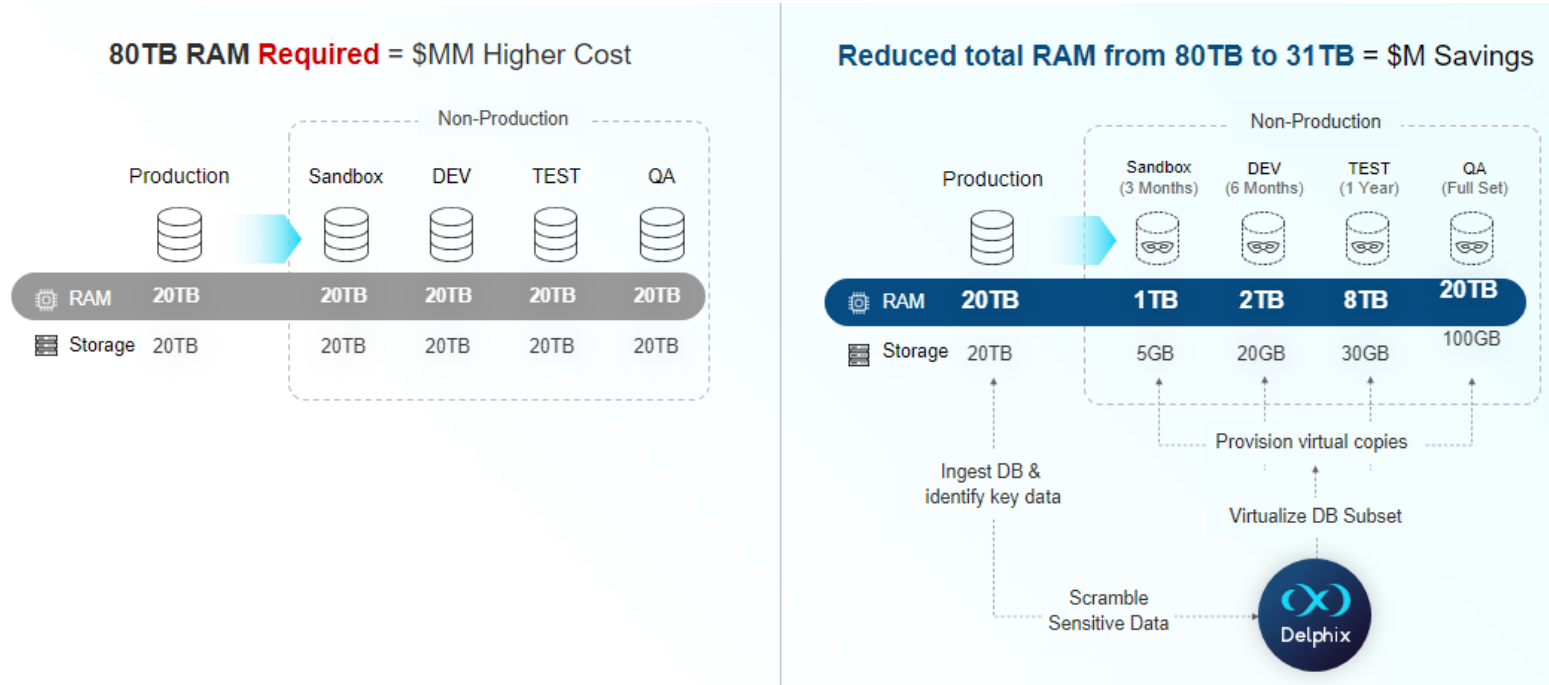 80TB RAM Required = $MM Higher Cost
Non-Production
Production
Sandbox
DEV
TEST
QA
RAM 20TB 20TB 20TB 20TB 20TB
Storage 20TB 20TB 20TB 20TB 20TB
Reduced total RAM from 80TB to 31TB = $M Savings
Non-Production
Production
Sandbox
(3 Months)
DEV
(6 Months)
TEST
(1 Year)
QA
(Full Set)
RAM 20TB 1TB 2TB 8TB 20TB
Storage 20TB 5GB 20GB 30GB 100GB
Provision virtual copies
Ingest DB &
identify key data
Virtualize DB Subset
Scramble
Sensitive Data
Delphix